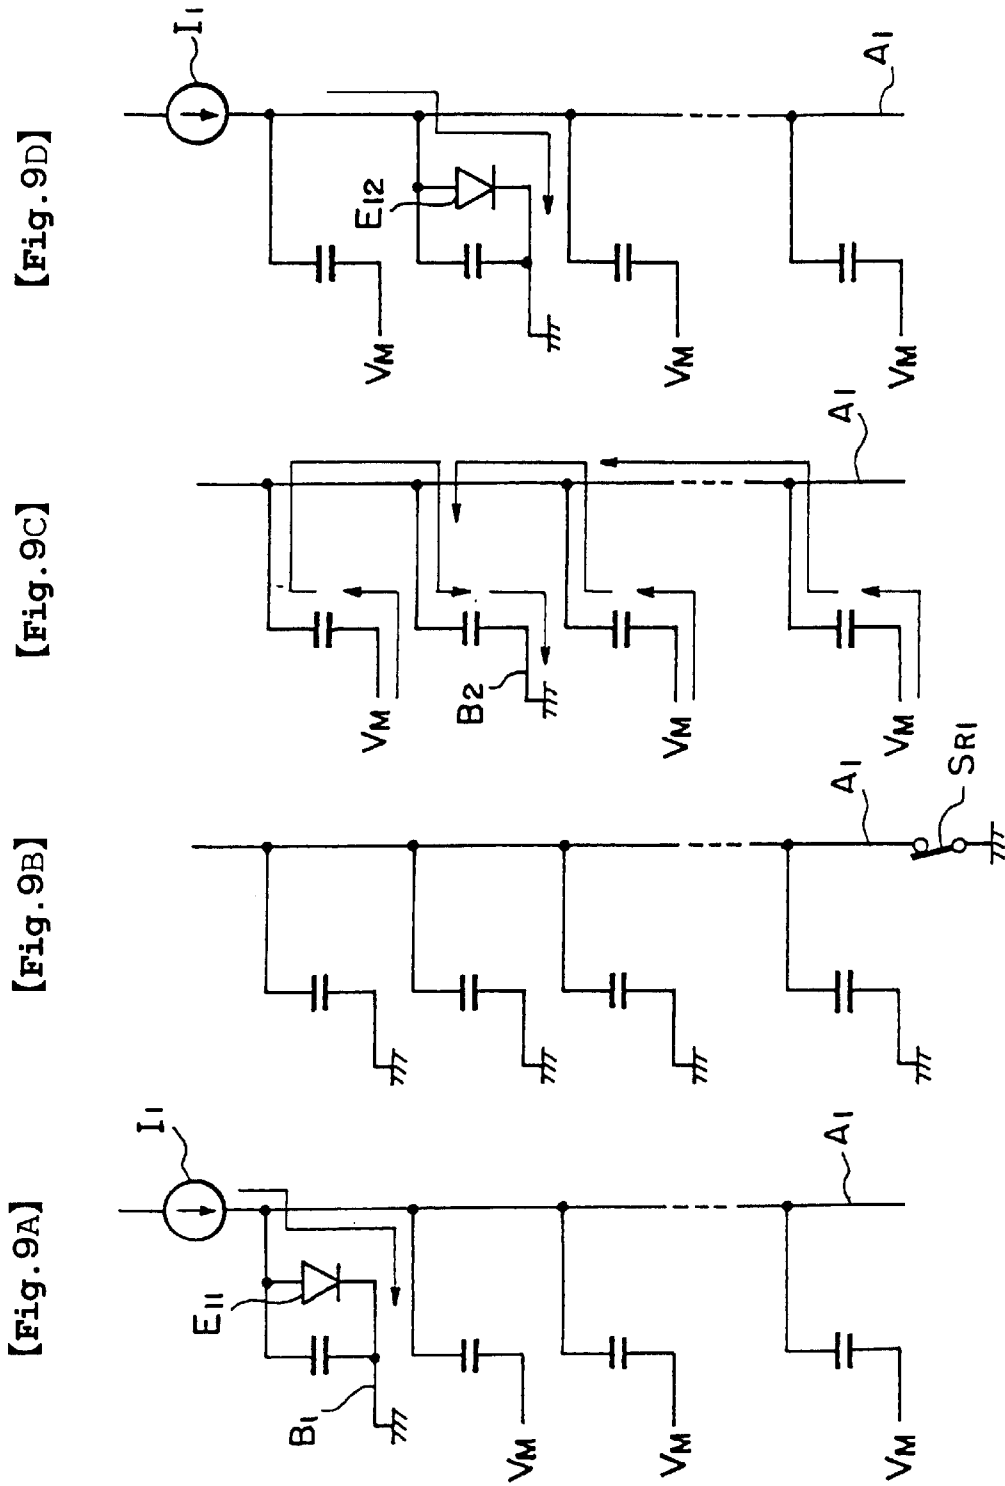 【Fig.9A】
I1
E11
B1
VM
VM
VM
A1
【Fig.9B】
A1
SR1
【Fig.9C】
VM
B2
VM
VM
A1
【Fig.9D】
I1
E12
VM
VM
VM
A1